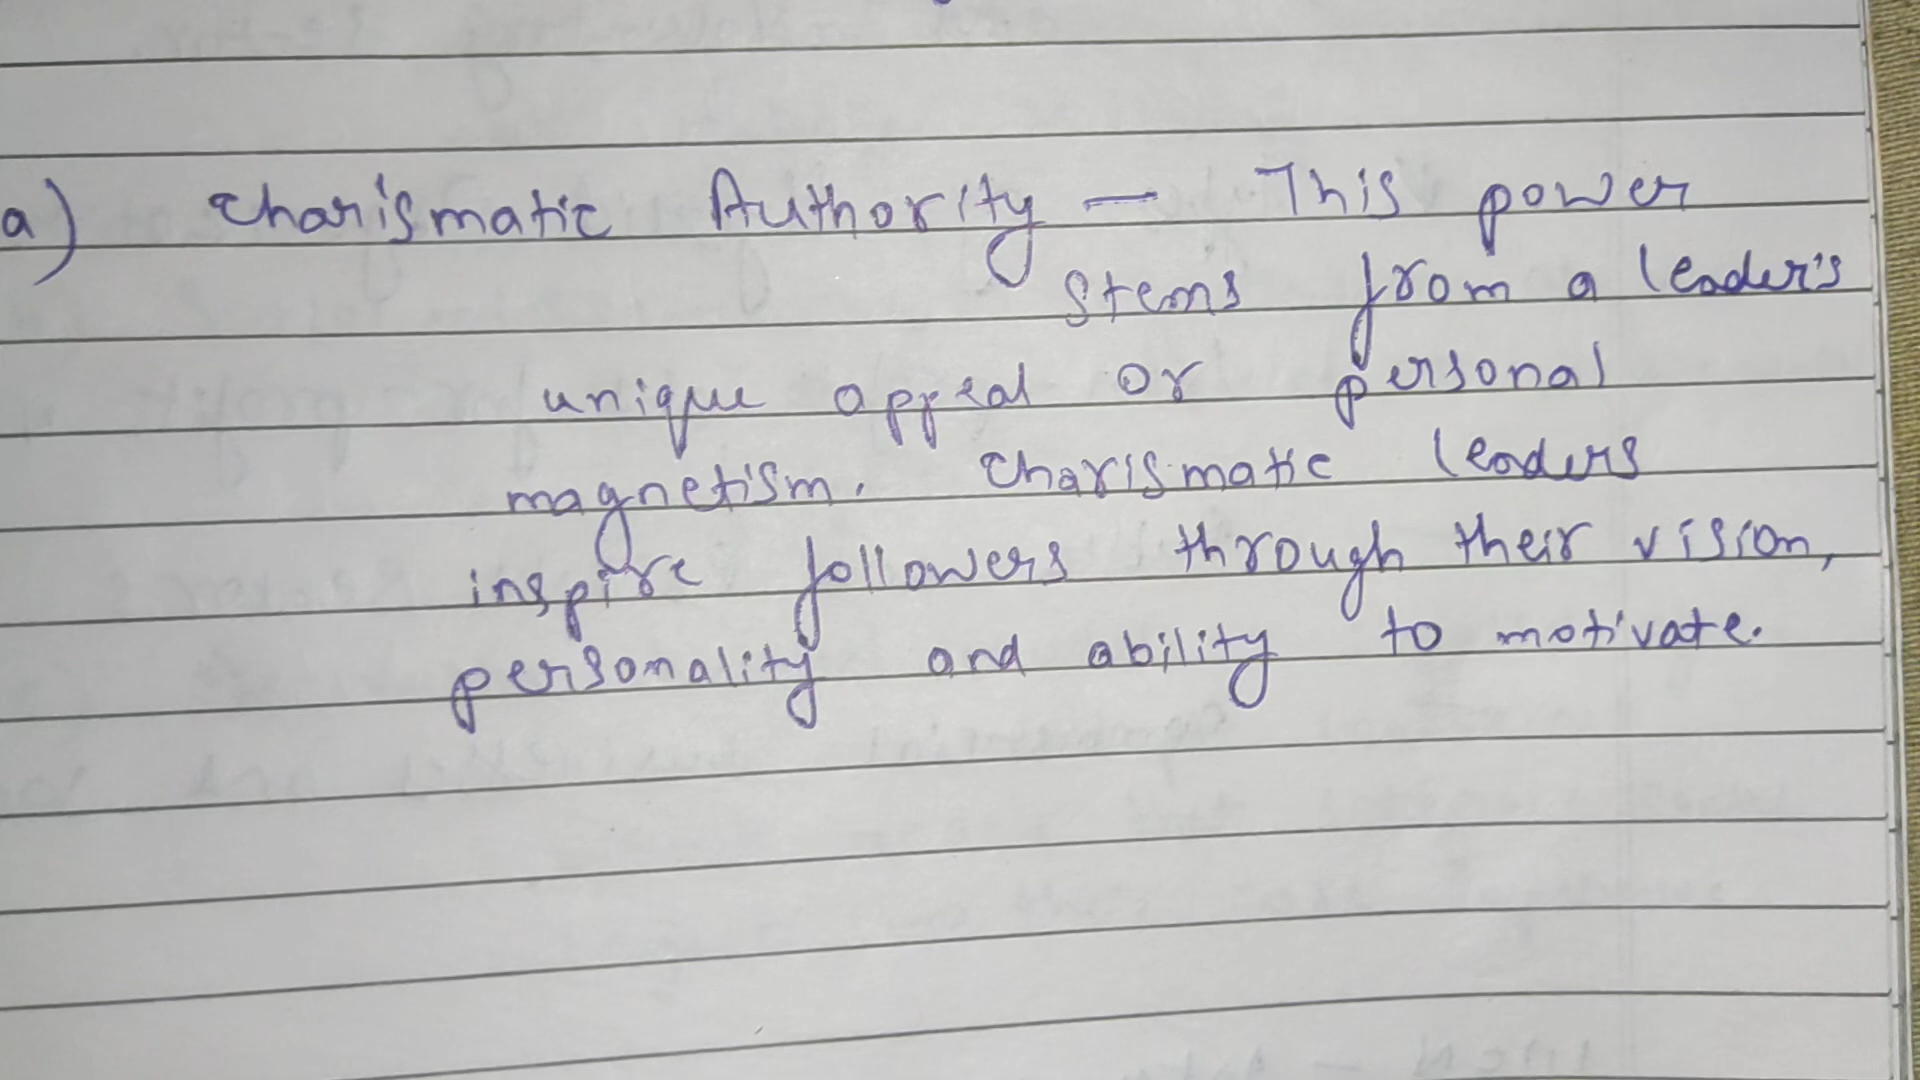 a) Charismatic Authority — This power
stems from a leader's
unique appeal or personal
magnetism. Charismatic leaders
inspire followers through their vision,
personality and ability to motivate.